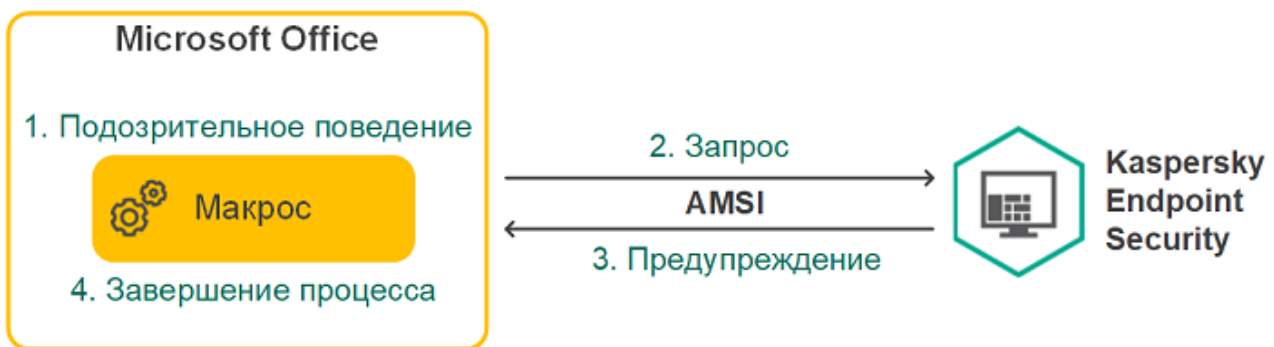 Microsoft Office
1. Подозрительное поведение
Макрос
4. Завершение процесса
2. Запрос
AMSI
3. Предупреждение
Kaspersky
Endpoint
Security